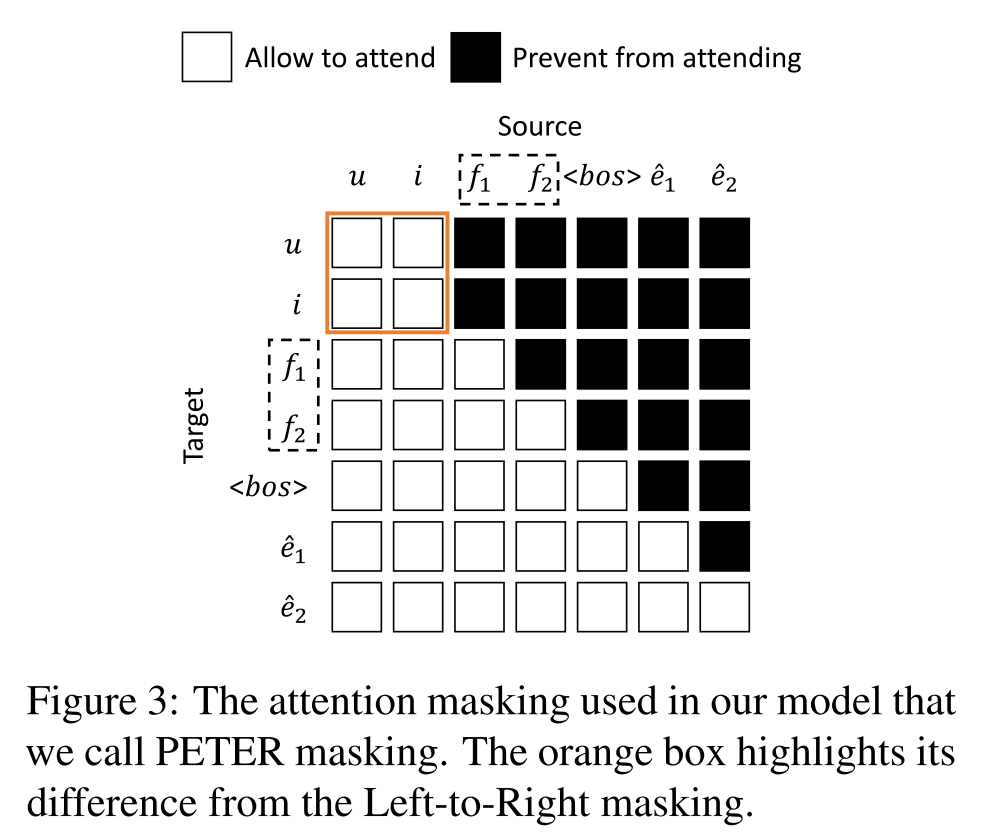 Allow to attend Prevent from attending
Source
u i f₁ f₂ <bos> ê₁ ê₂
u
i
f₁
Target
f₂
<bos>
ê₁
ê₂
Figure 3: The attention masking used in our model that
we call PETER masking. The orange box highlights its
difference from the Left-to-Right masking.